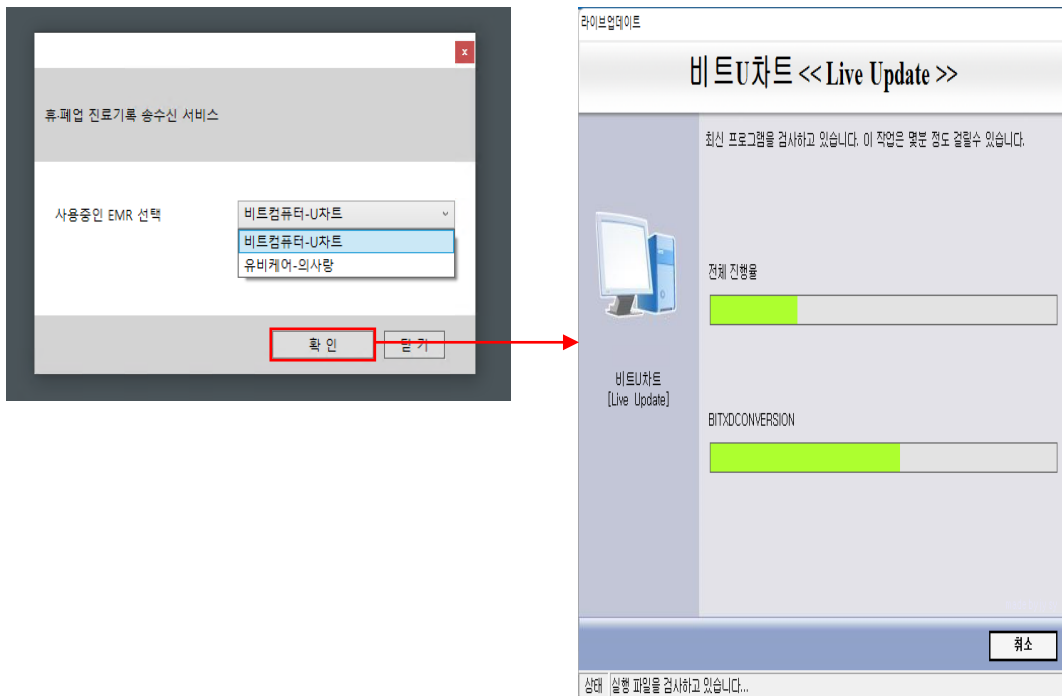 x
휴·폐업 진료기록 송수신 서비스
사용중인 EMR 선택
비트컴퓨터-U차트
비트컴퓨터-U차트
유비케어-의사랑
확 인
닫 기
라이브업데이트
비트U차트 << Live Update >>
최신 프로그램을 검사하고 있습니다. 이 작업은 몇분 정도 걸릴수 있습니다.
전체 진행율
비트U차트
[Live Update]
BITXDCONVERSION
취소
상태 실행 파일을 검사하고 있습니다...